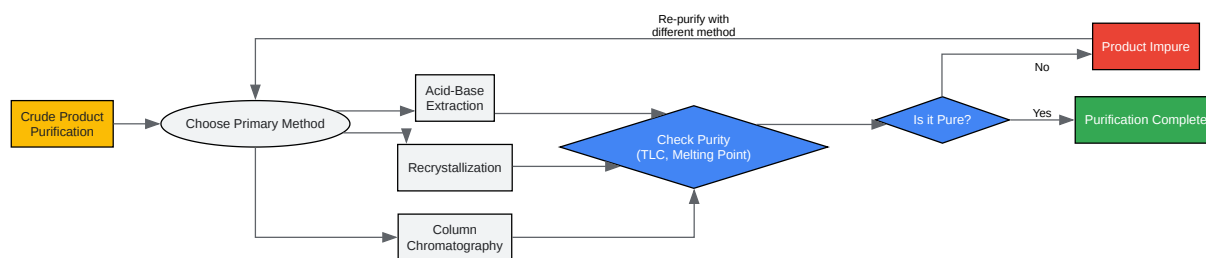 Re-purify with
different method
Product Impure
No
Acid-Base
Extraction
Crude Product
Purification
Choose Primary Method
Check Purity
(TLC, Melting Point)
Is it Pure?
Yes
Purification Complete
Recrystallization
Column
Chromatography